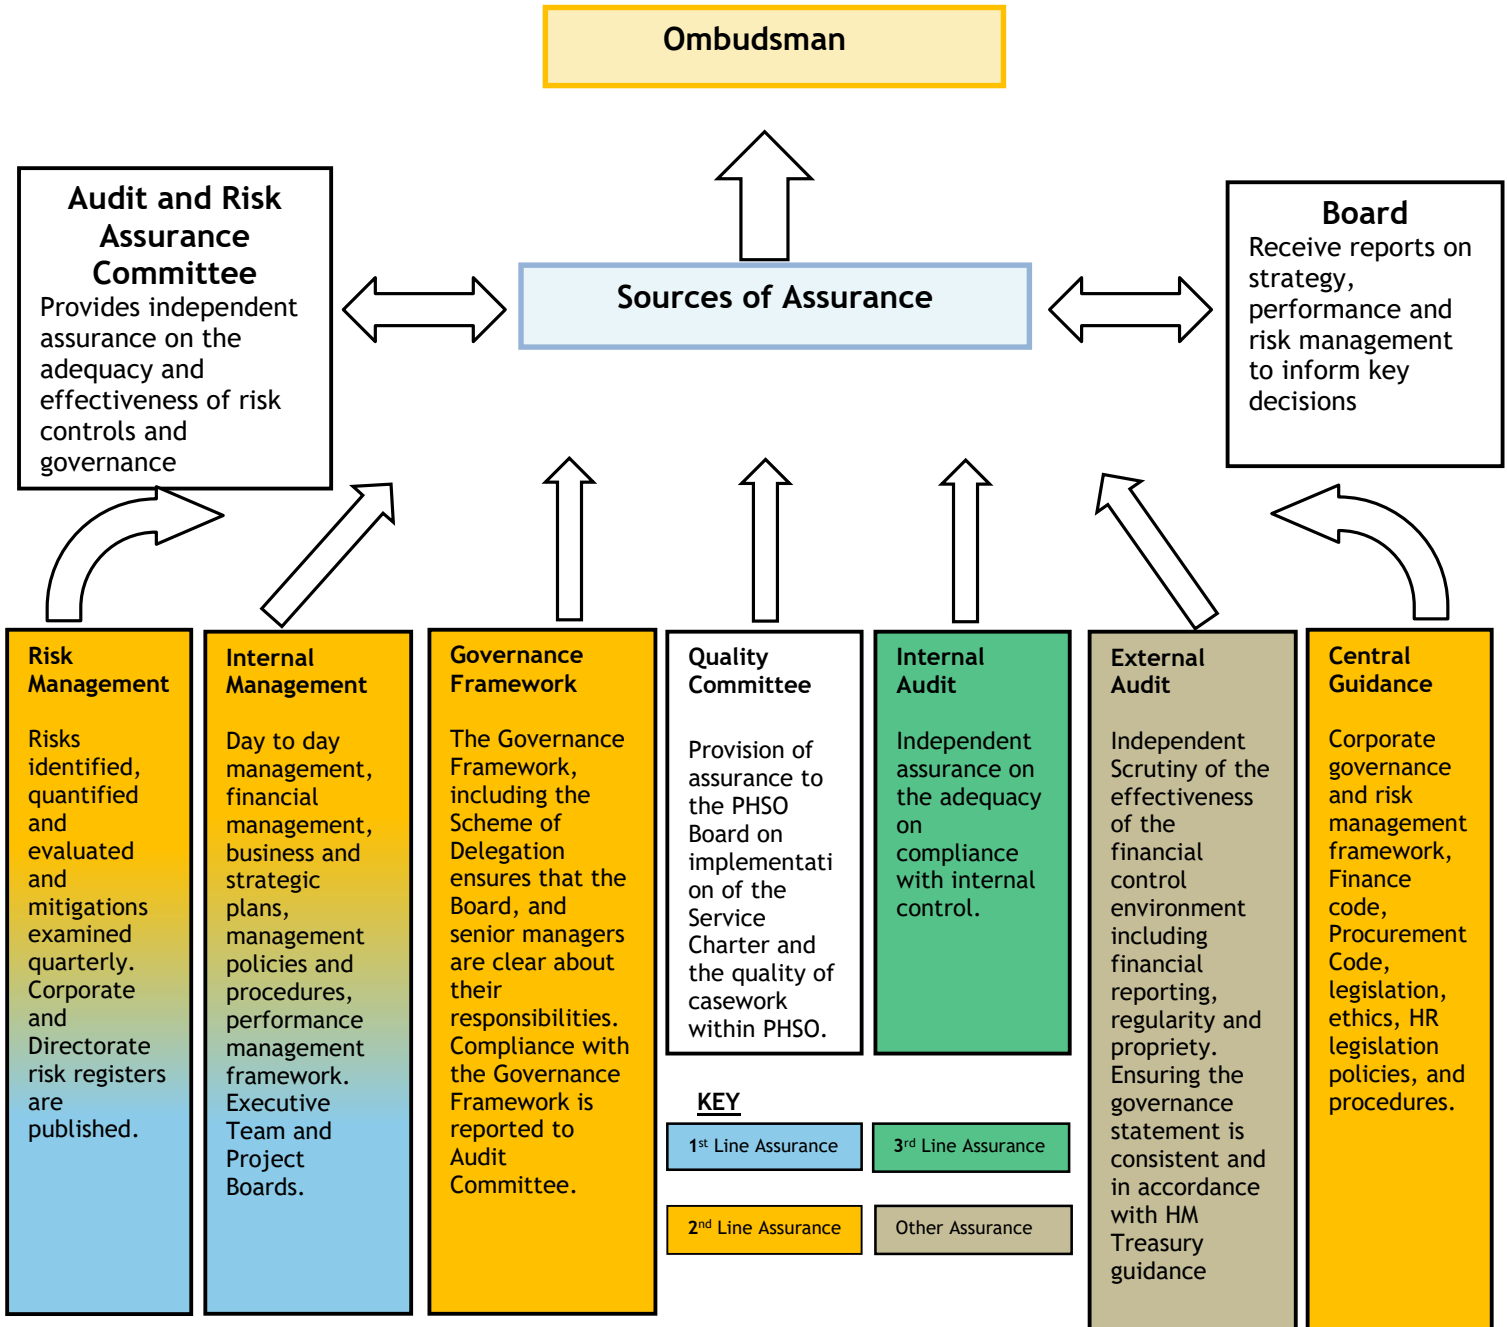 Ombudsman
Audit and Risk
Assurance
Committee
Provides independent
assurance on the
adequacy and
effectiveness of risk
controls and
governance
Sources of Assurance
Board
Receive reports on
strategy,
performance and
risk management
to inform key
decisions
Risk
Management
Risks
identified,
quantified
and
evaluated
and
mitigations
examined
quarterly.
Corporate
and
Directorate
risk registers
are
published.
Internal
Management
Day to day
management,
financial
management,
business and
strategic
plans,
management
policies and
procedures,
performance
management
framework.
Executive
Team and
Project
Boards.
Governance
Framework
The Governance
Framework,
including the
Scheme of
Delegation
ensures that the
Board, and
senior managers
are clear about
their
responsibilities.
Compliance with
the Governance
Framework is
reported to
Audit
Committee.
Quality
Committee
Provision of
assurance to
the PHSO
Board on
implementati
on of the
Service
Charter and
the quality of
casework
within PHSO.
Internal
Audit
Independent
assurance on
the adequacy
on
compliance
with internal
control.
External
Audit
Independent
Scrutiny of the
effectiveness
of the
financial
control
environment
including
financial
reporting,
regularity and
propriety.
Ensuring the
governance
statement is
consistent and
in accordance
with HM
Treasury
guidance
Central
Guidance
Corporate
governance
and risk
management
framework,
Finance
code,
Procurement
Code,
legislation,
ethics, HR
legislation
policies, and
procedures.
KEY
1st Line Assurance
3rd Line Assurance
2nd Line Assurance
Other Assurance